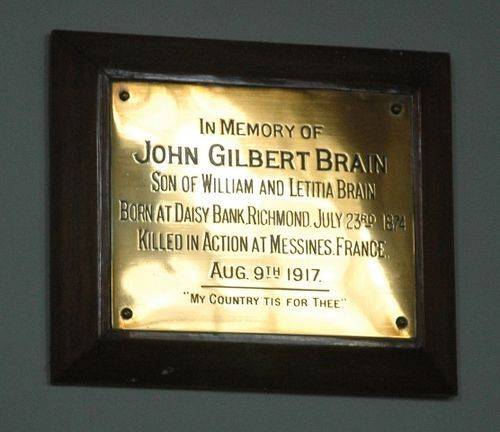 IN MEMORY OF
JOHN GILBERT BRAIN
SON OF WILLIAM AND LETITIA BRAIN
BORN AT DAISY BANK, RICHMOND. JULY 23RD 1874
KILLED IN ACTION AT MESSINES. FRANCE.
AUG. 9TH 1917.
"MY COUNTRY TIS FOR THEE"